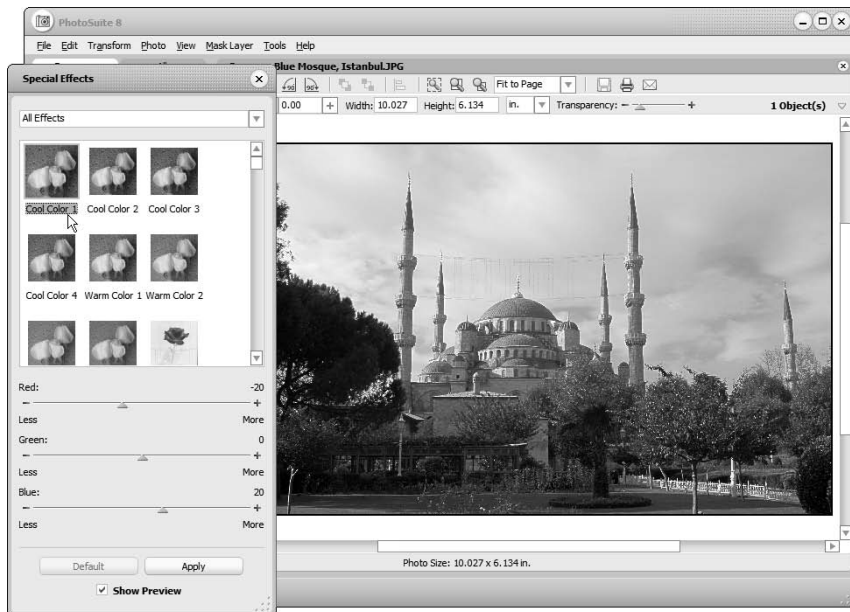 PhotoSuite 8
File Edit Transform Photo View Mask Layer Tools Help
Blue Mosque, Istanbul.JPG
Special Effects
90 90
Fit to Page
0.00 Width: 10.027 Height: 6.134 in. Transparency: 1 Object(s)
All Effects
Cool Color 1 Cool Color 2 Cool Color 3
Cool Color 4 Warm Color 1 Warm Color 2
Red: -20
Less More
Green: 0
Less More
Blue: 20
Less More
Default Apply
Show Preview
Photo Size: 10.027 x 6.134 in.